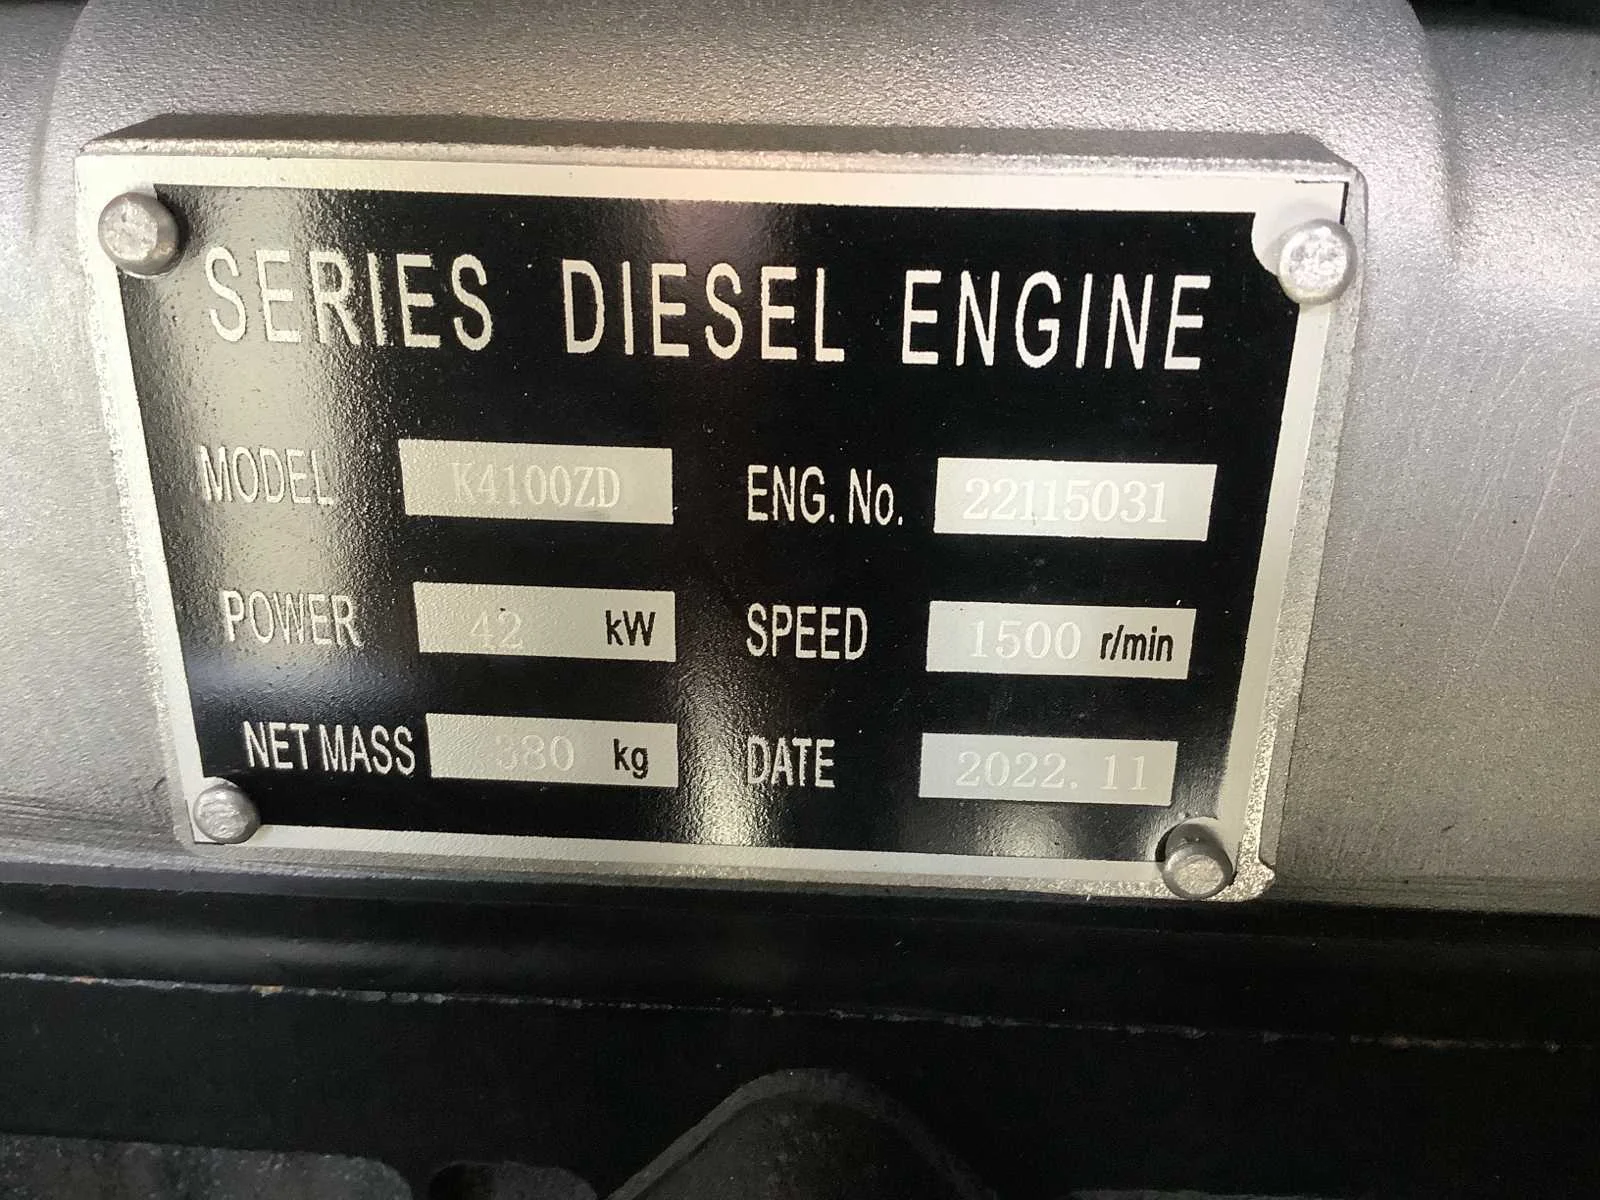 SERIES DIESEL ENGINE
MODEL K4100ZD ENG. No. 22115031
POWER 42 kW SPEED 1500 r/min
NET MASS 380 kg DATE 2022. 11